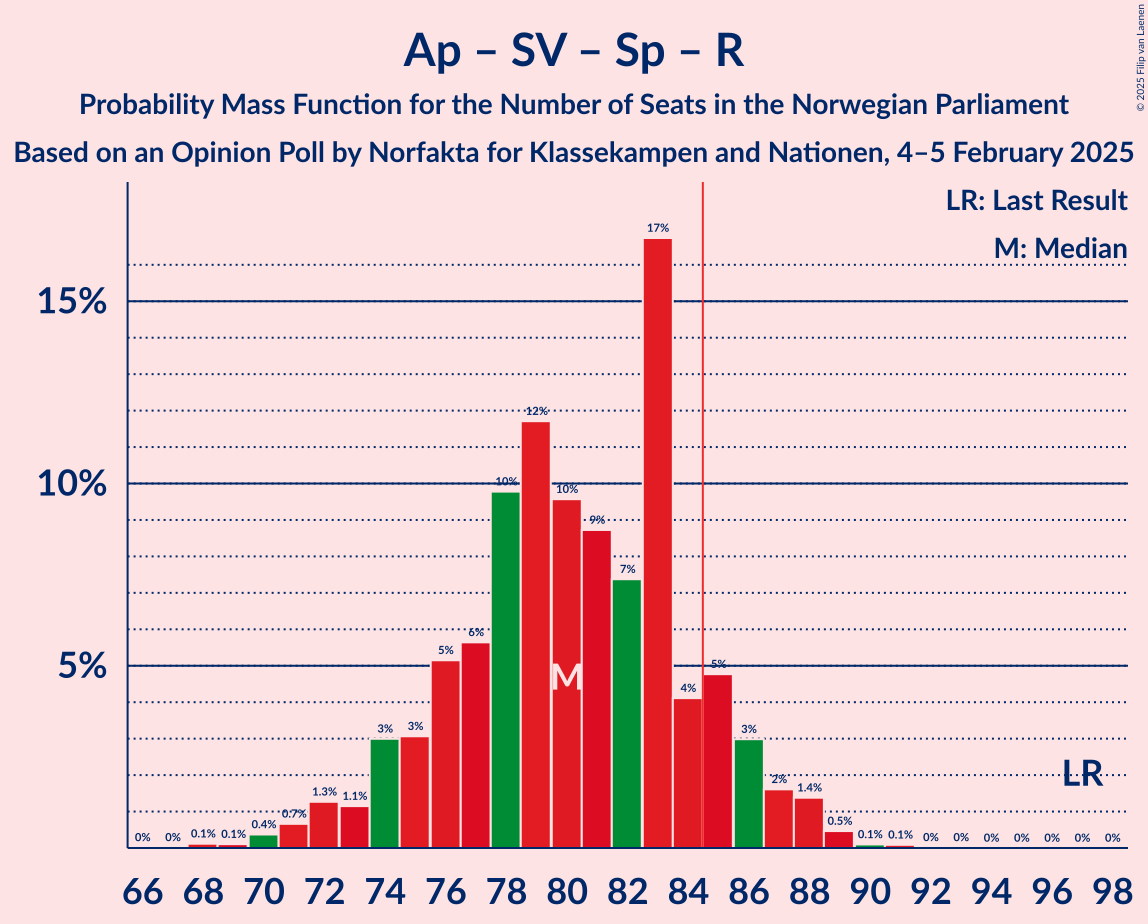 Ap – SV – Sp – R
Probability Mass Function for the Number of Seats in the Norwegian Parliament
Based on an Opinion Poll by Norfakta for Klassekampen and Nationen, 4–5 February 2025
© 2025 Filip van Laenen
LR: Last Result
M: Median
15%
10%
5%
0% 0% 0.1% 0.1% 0.4% 0.7% 1.3% 1.1% 3% 3% 5% 6% 10% 12% 10% 9% 7% 17% 4% 5% 3% 2% 1.4% 0.5% 0.1% 0.1% 0% 0% 0% 0% 0% 0% 0%
M
LR
66 68 70 72 74 76 78 80 82 84 86 88 90 92 94 96 98